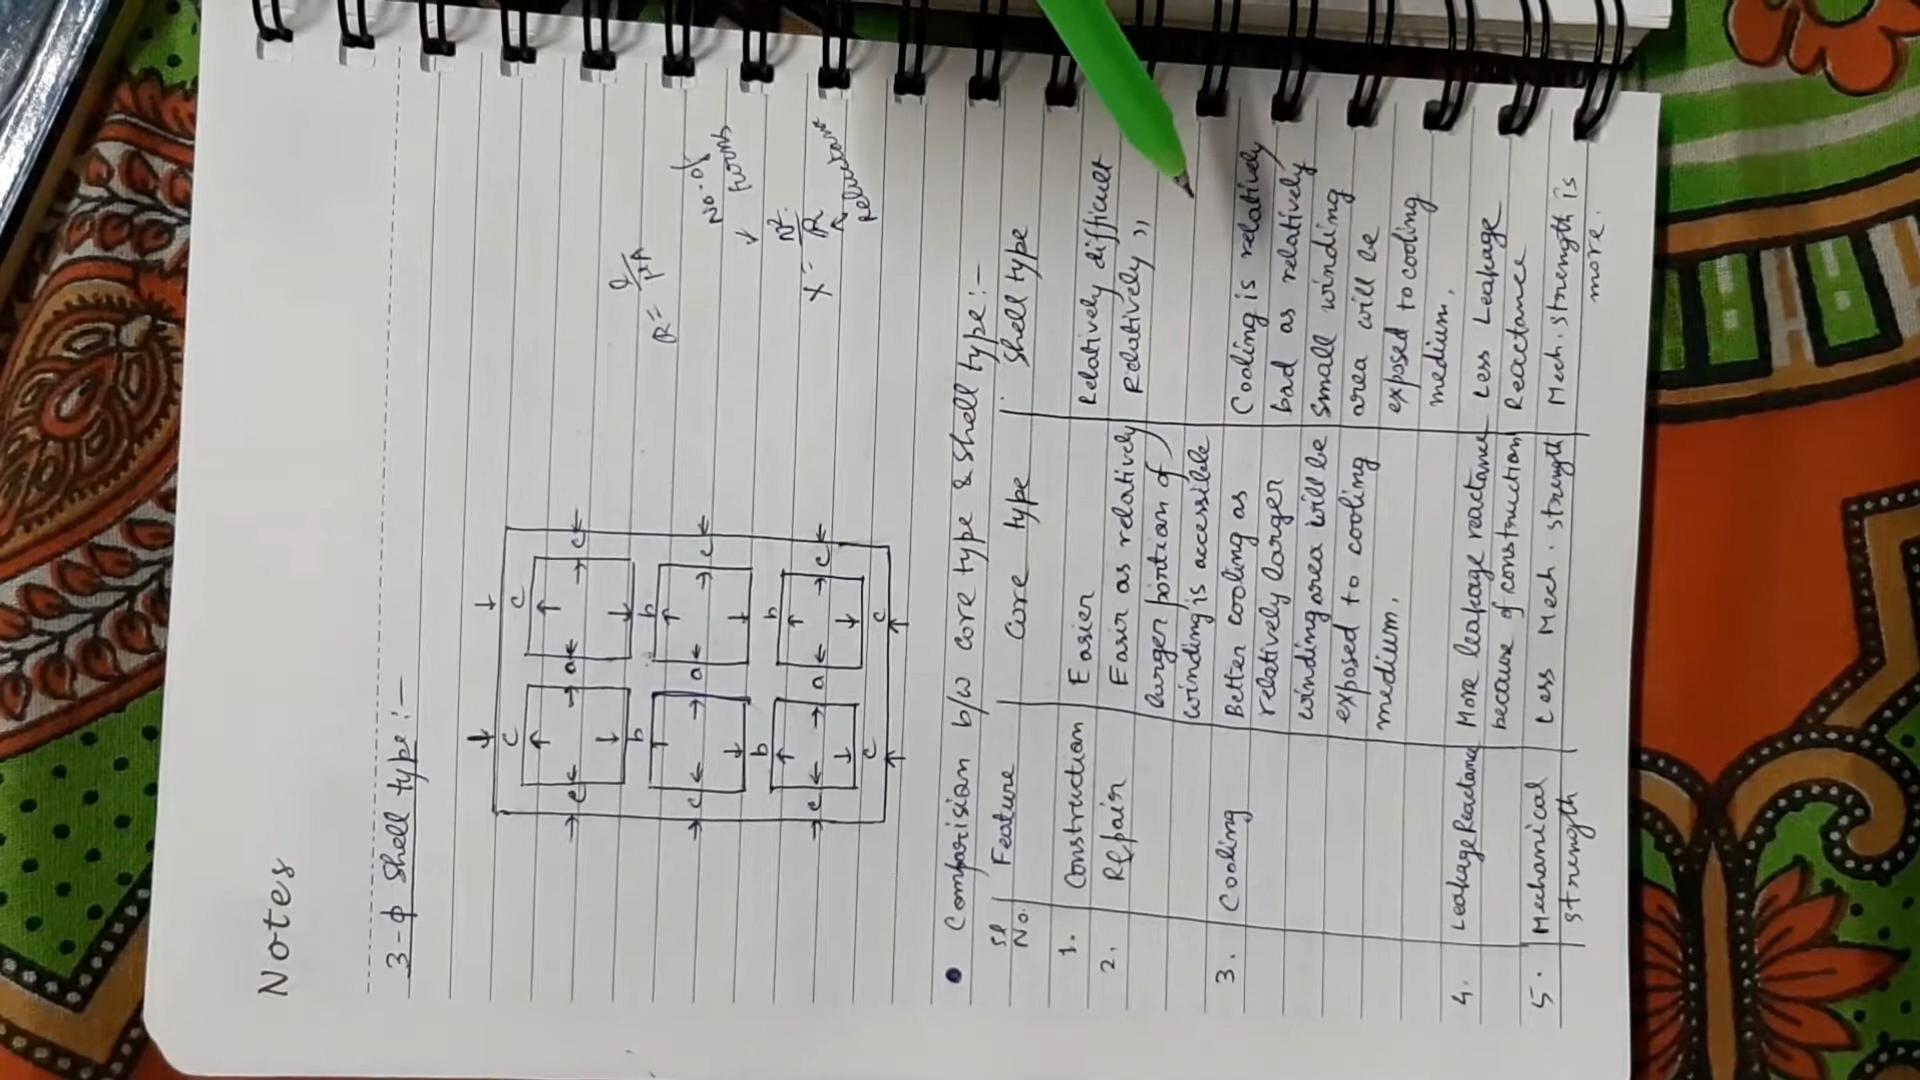 Notes
3-ϕ Shell type:-
c c
c a c
b b
c a c
b b
c a c
c c
R = l/μA
No. of
turns
X = N²/R
Reluctance
• Comparision b/w core type & shell type:-
Sl No. Feature Core type Shell type
1. Construction Easier Relatively difficult
2. Repair Easir as relatively Relatively ,,
larger portion of
winding is accessible
3. Cooling Better cooling as Cooling is relatively
relatively larger bad as relatively
winding area will be small winding
exposed to cooling area will be
medium. exposed to cooling
medium.
4. Leakage Reactance More leakage reactance Less Leakage
because of construction Reactance
5. Mechanical Less Mech. strength Mech. strength is
strength more.